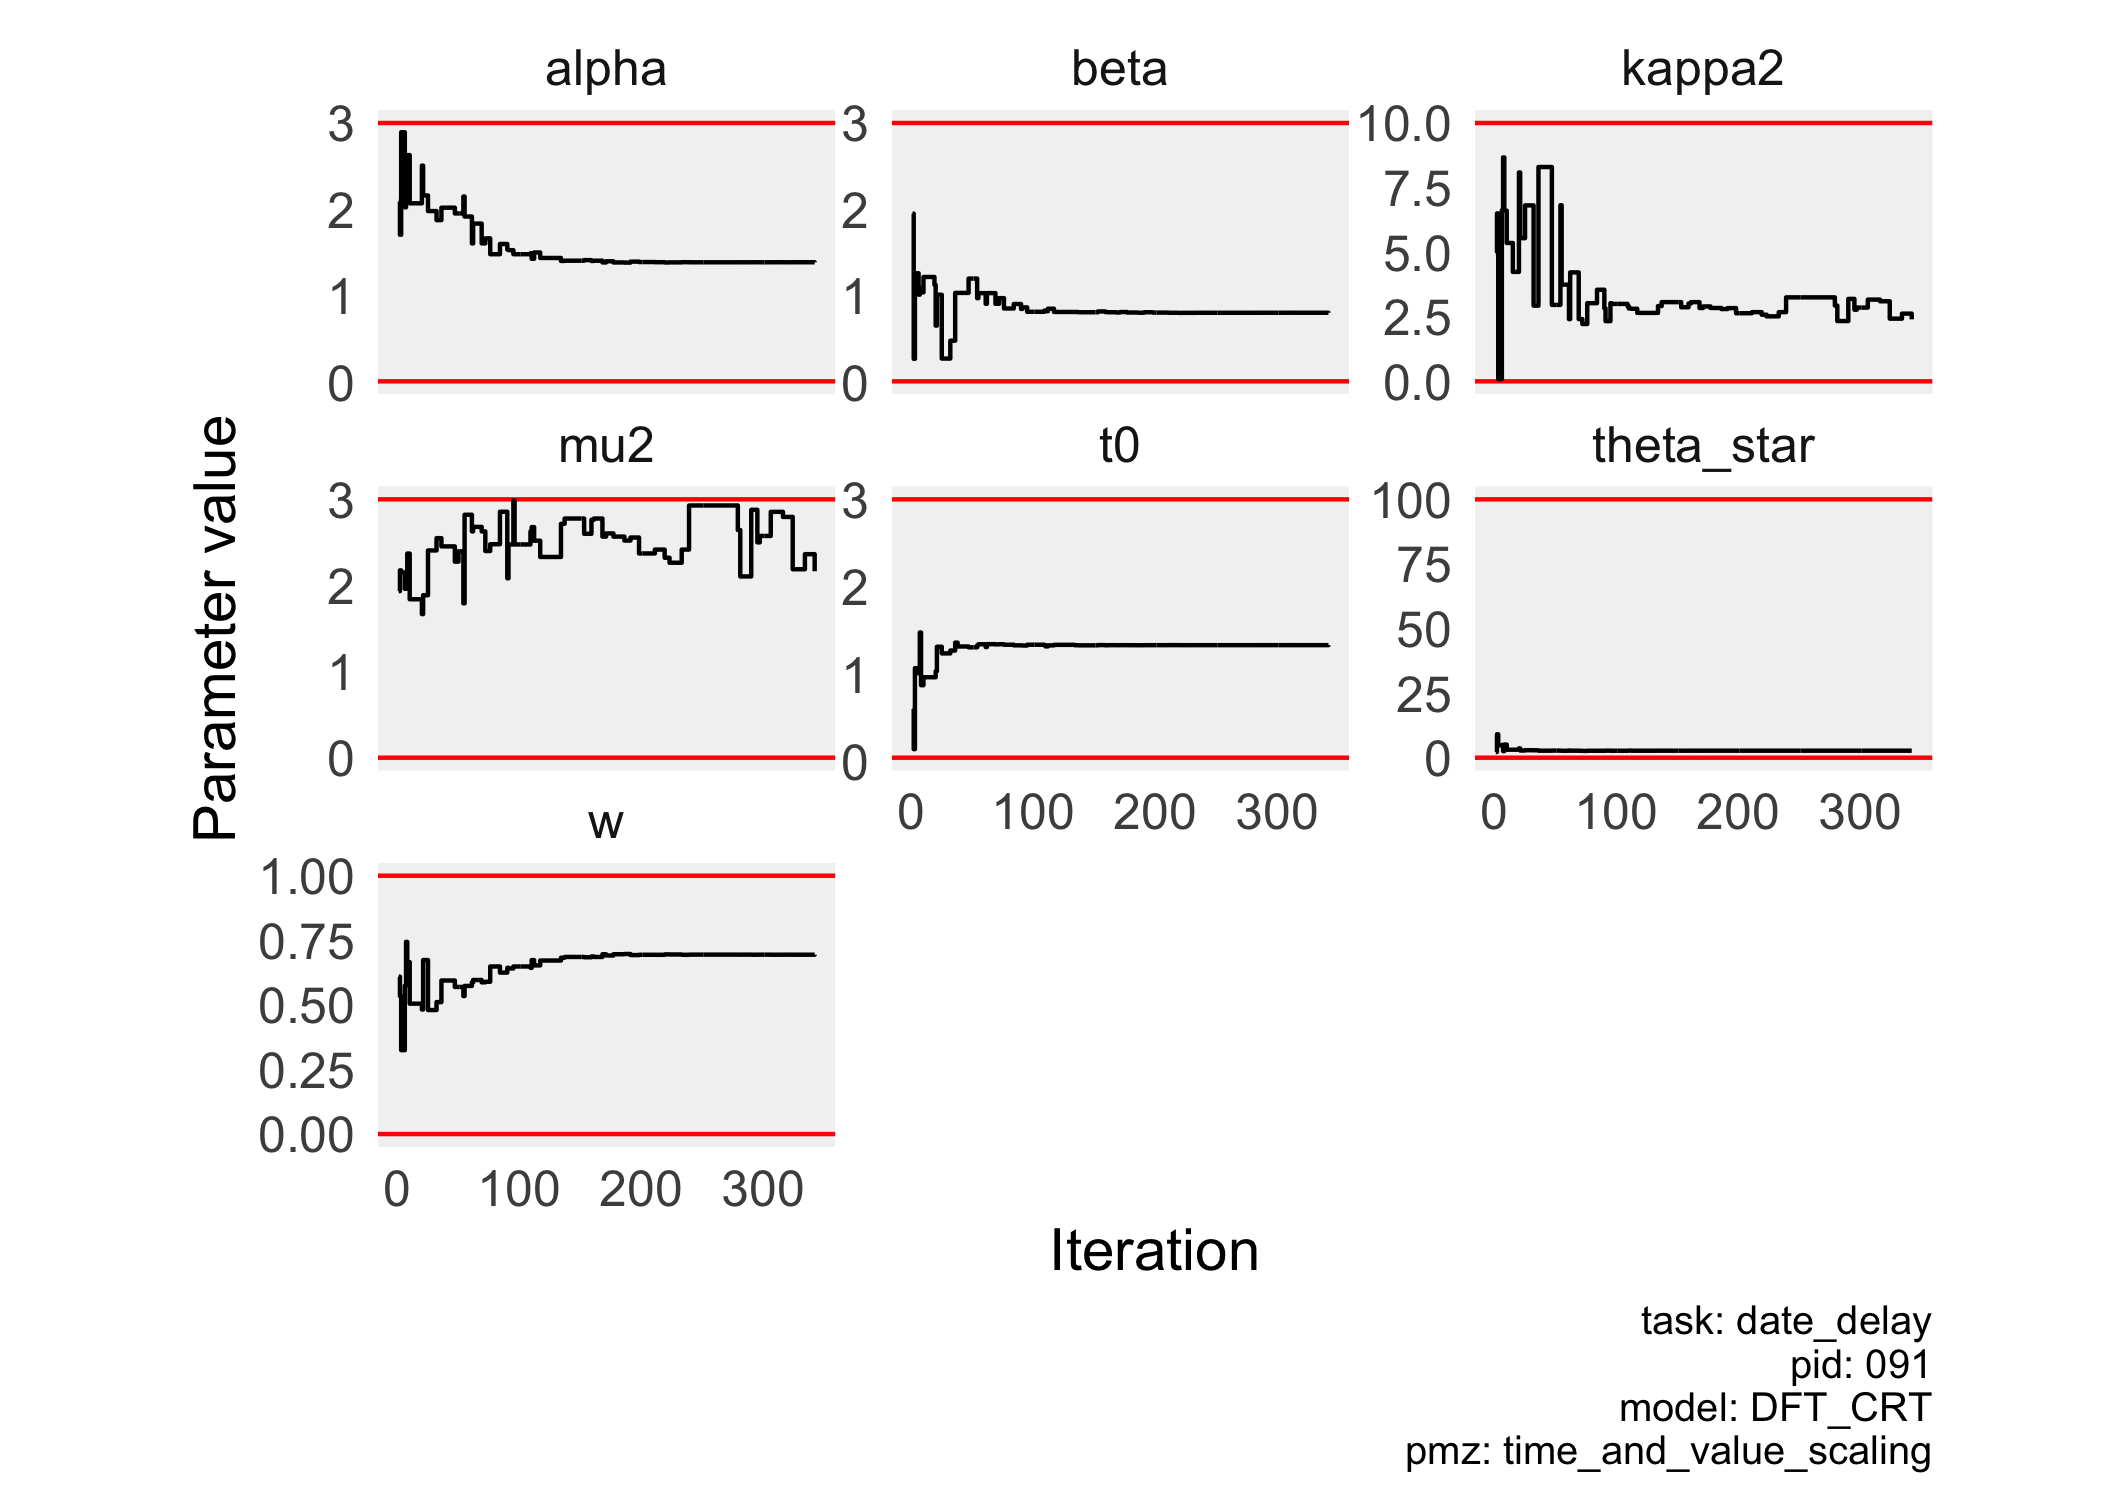 alpha
beta
kappa2
3
2
1
0
3
2
1
0
10.0
7.5
5.0
2.5
0.0
mu2
t0
theta_star
3
2
1
0
3
2
1
0
100
75
50
25
0
0 100 200 300
0 100 200 300
w
1.00
0.75
0.50
0.25
0.00
0 100 200 300
Parameter value
Iteration
task: date_delay
pid: 091
model: DFT_CRT
pmz: time_and_value_scaling